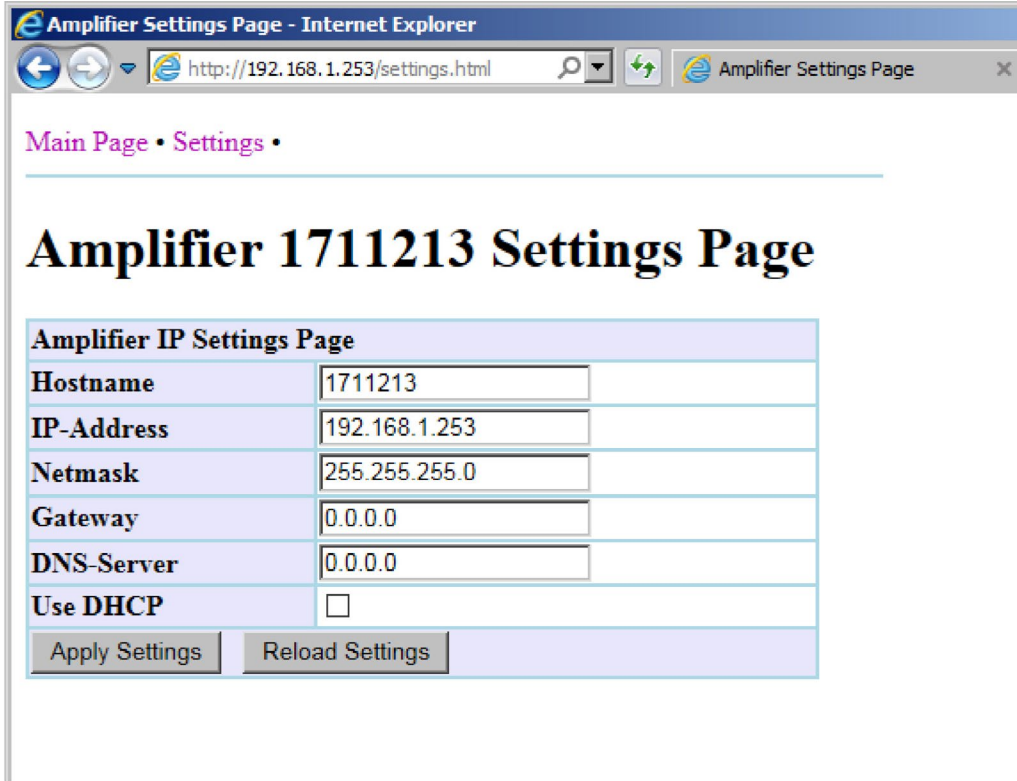 Amplifier Settings Page - Internet Explorer
http://192.168.1.253/settings.html Amplifier Settings Page
Main Page • Settings •
Amplifier 1711213 Settings Page
Amplifier IP Settings Page
Hostname 1711213
IP-Address 192.168.1.253
Netmask 255.255.255.0
Gateway 0.0.0.0
DNS-Server 0.0.0.0
Use DHCP
Apply Settings Reload Settings